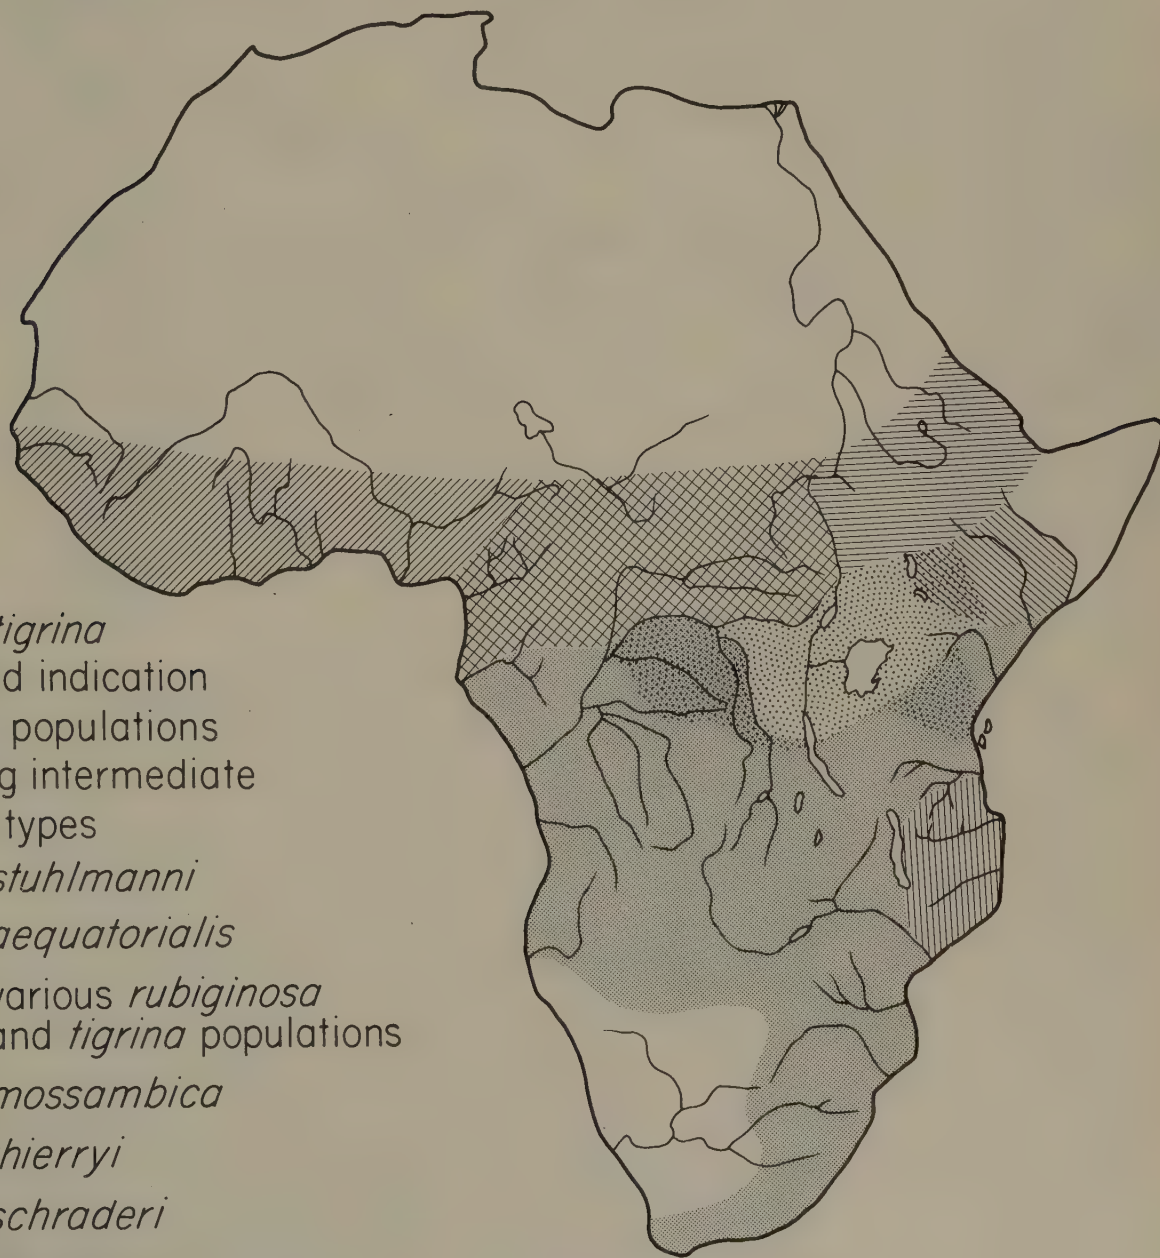 tigrina
d indication
populations
g intermediate
types
stuhlmanni
aequatorialis
various rubiginosa
and tigrina populations
mossambica
hierryi
schraderi